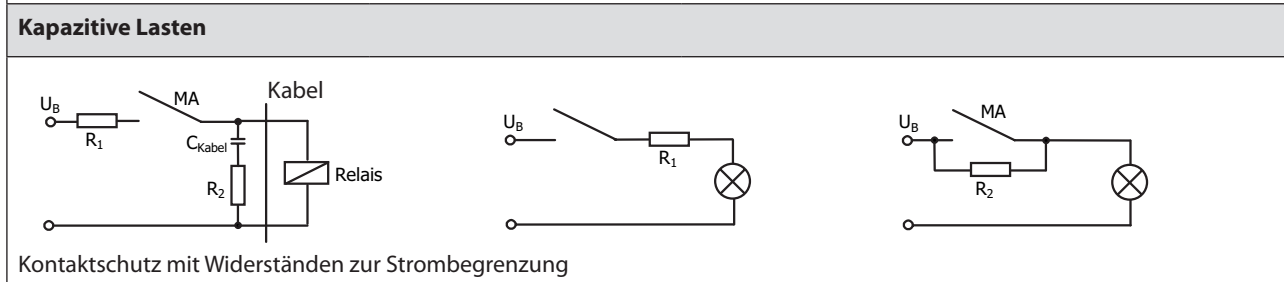 Kapazitive Lasten
U_B
R_1
MA
Kabel
C_Kabel
R_2
Relais
U_B
R_1
U_B
MA
R_2
Kontaktschutz mit Widerständen zur Strombegrenzung